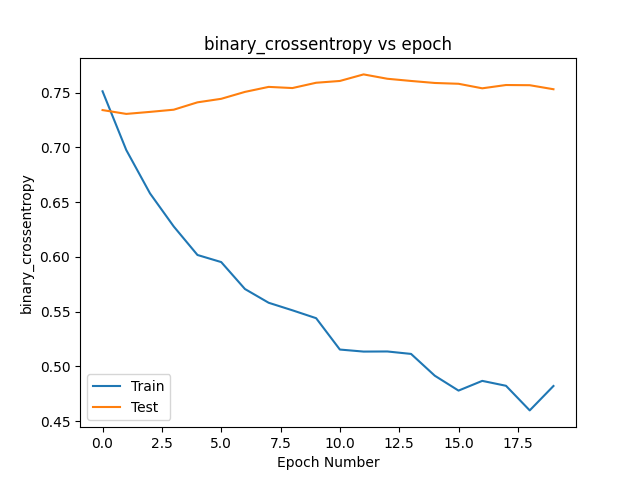 binary_crossentropy vs epoch
binary_crossentropy
0.75
0.70
0.65
0.60
0.55
0.50
0.45
Train
Test
0.0 2.5 5.0 7.5 10.0 12.5 15.0 17.5
Epoch Number